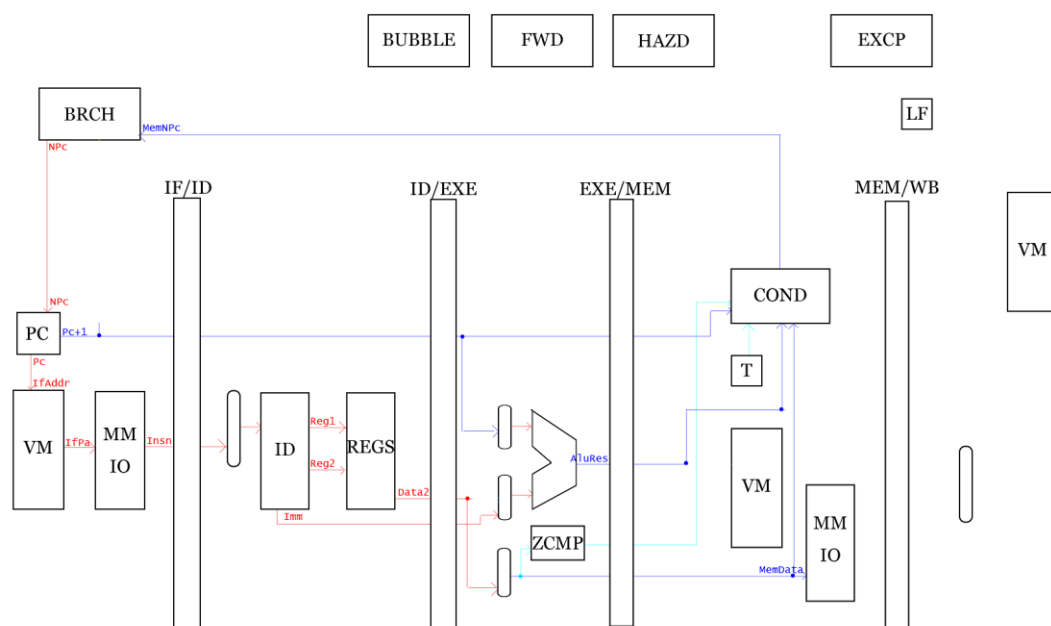 BUBBLE
FWD
HAZD
EXCP
BRCH
LF
MemNPc
NPc
IF/ID
ID/EXE
EXE/MEM
MEM/WB
VM
COND
NPc
PC
Pc+1
Pc
IfAddr
T
VM
IfPa
MM
IO
Insn
ID
Reg1
Reg2
REGS
Data2
Imm
AluRes
ZCMP
VM
MM
IO
MemData